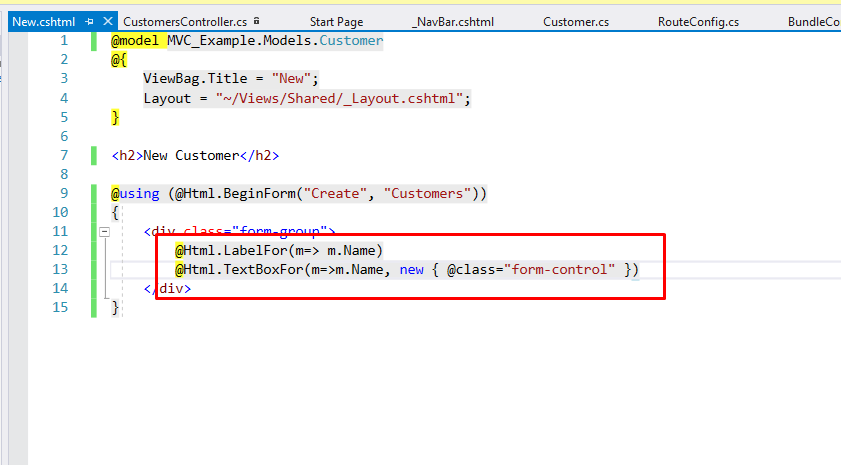 New.cshtml CustomersController.cs Start Page _NavBar.cshtml Customer.cs RouteConfig.cs BundleCo
1 @model MVC_Example.Models.Customer
2 @{
3 ViewBag.Title = "New";
4 Layout = "~/Views/Shared/_Layout.cshtml";
5 }
6
7 <h2>New Customer</h2>
8
9 @using (@Html.BeginForm("Create", "Customers"))
10 {
11 <div class="form-group">
12 @Html.LabelFor(m=> m.Name)
13 @Html.TextBoxFor(m=>m.Name, new { @class="form-control" })
14 </div>
15 }